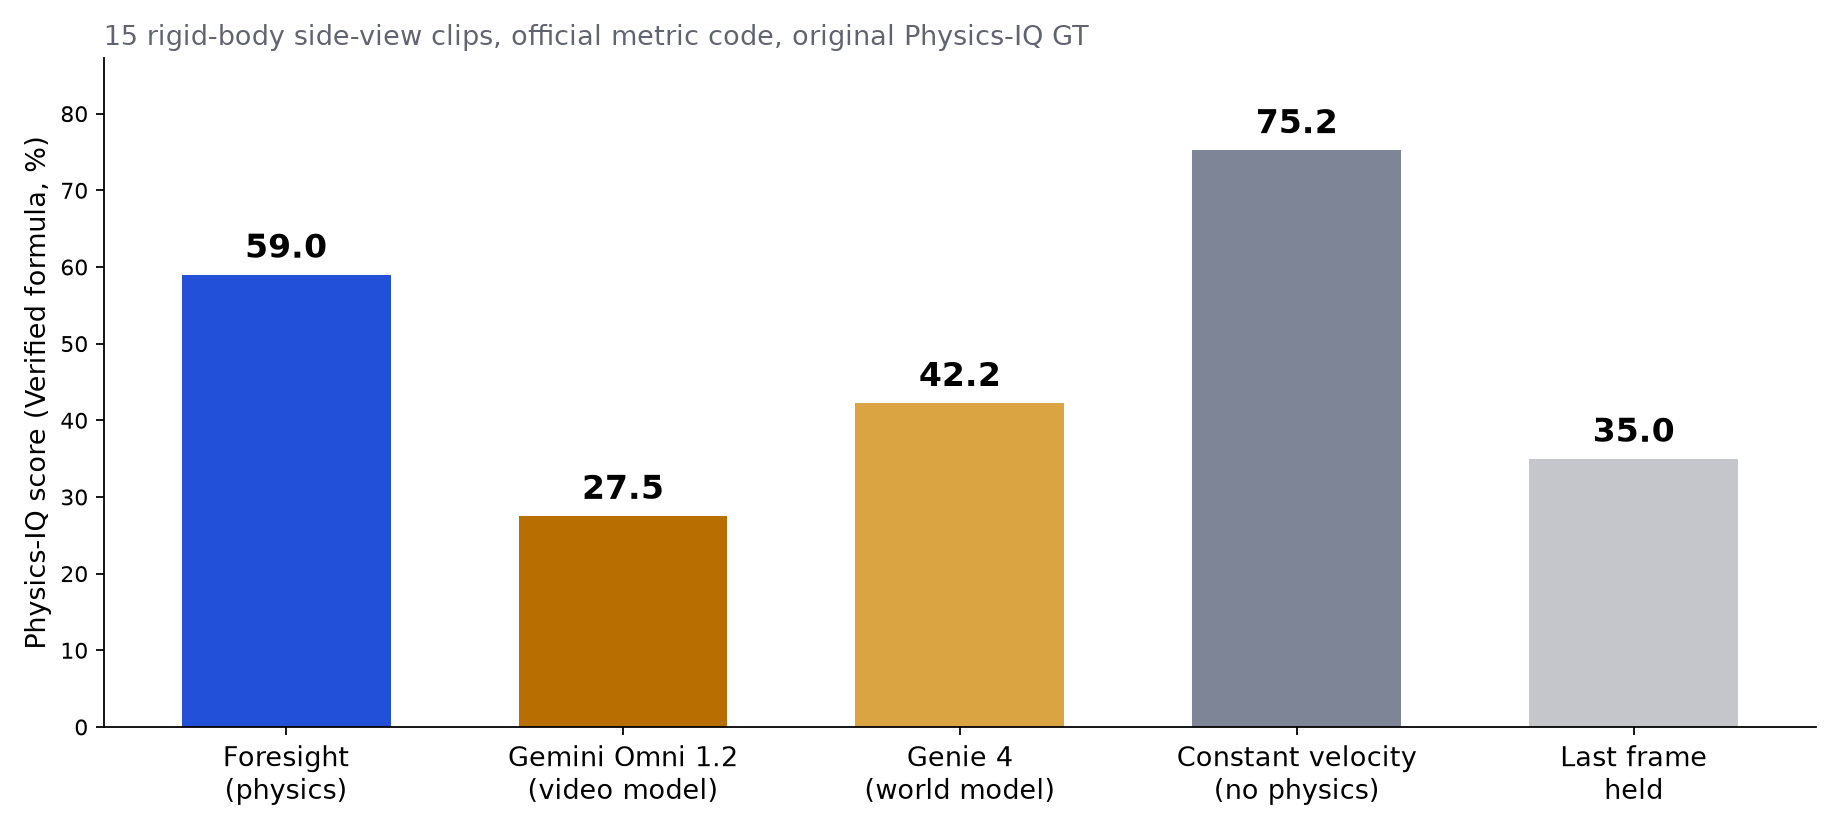 15 rigid-body side-view clips, official metric code, original Physics-IQ GT
Physics-IQ score (Verified formula, %)
80
70
60
50
40
30
20
10
0
59.0
27.5
42.2
75.2
35.0
Foresight
(physics)
Gemini Omni 1.2
(video model)
Genie 4
(world model)
Constant velocity
(no physics)
Last frame
held